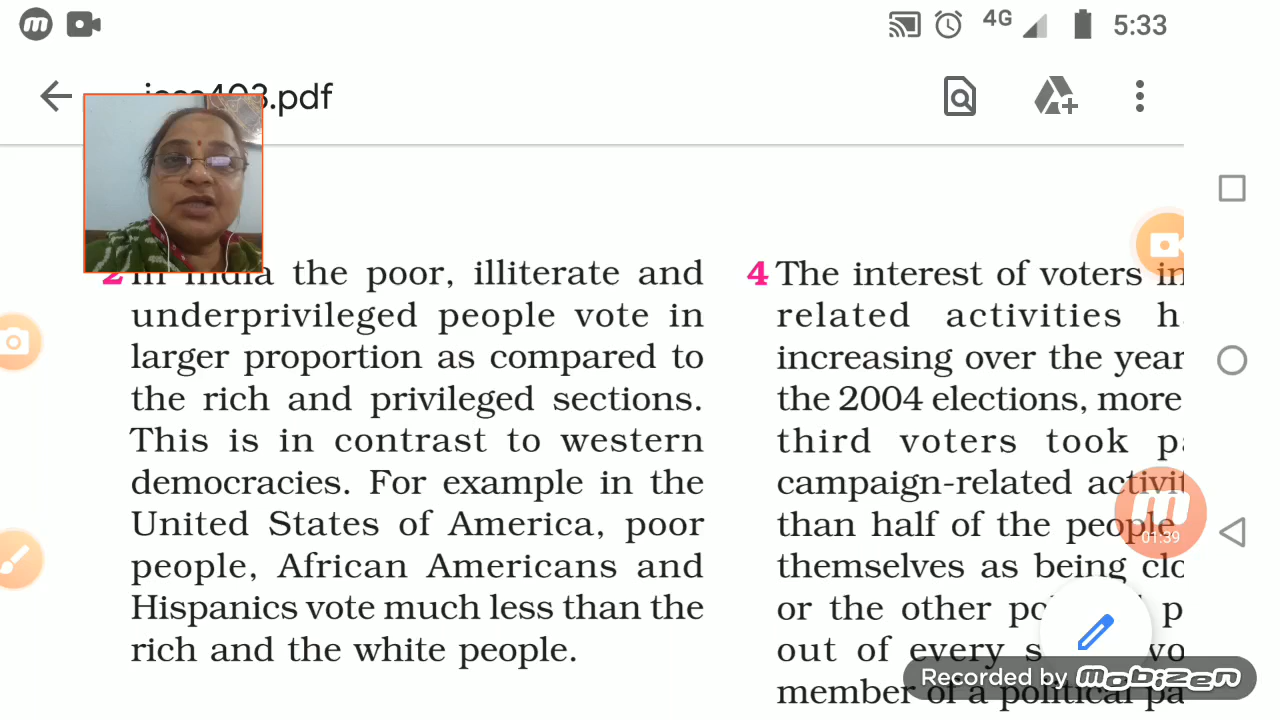 4G 5:33
.pdf
2 In India the poor, illiterate and
underprivileged people vote in
larger proportion as compared to
the rich and privileged sections.
This is in contrast to western
democracies. For example in the
United States of America, poor
people, African Americans and
Hispanics vote much less than the
rich and the white people.
4 The interest of voters in
related activities
increasing over the
the 2004 elections, more
third voters took
campaign-related
than half of the people
themselves as being
or the other
out of every
member of a political
01:39
Recorded by mobizen